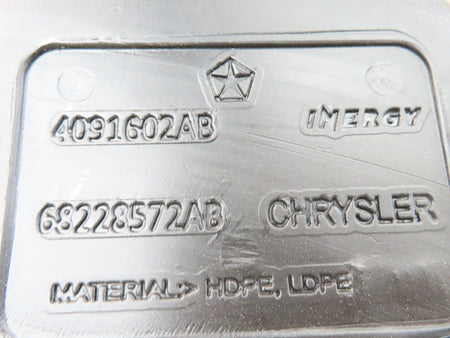 4091602AB INERGY
68228572AB CHRYSLER
MATERIAL:> HDPE, LDPE